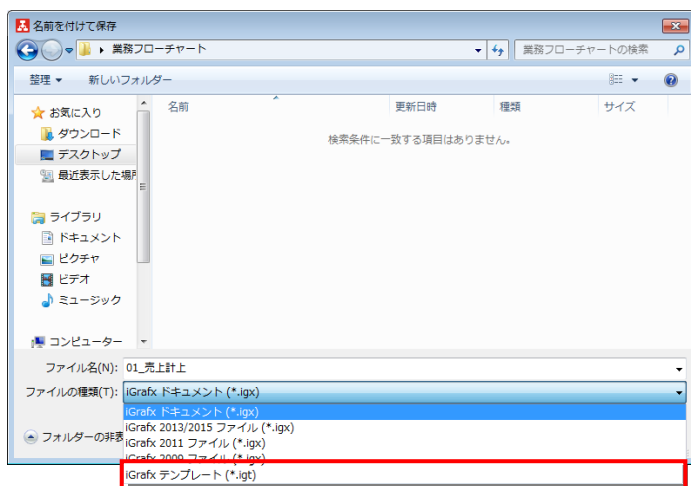 名前を付けて保存
業務フローチャート
業務フローチャートの検索
整理
新しいフォルダー
お気に入り
ダウンロード
デスクトップ
最近表示した場所
ライブラリ
ドキュメント
ピクチャ
ビデオ
ミュージック
コンピューター
名前 更新日時 種類 サイズ
検索条件に一致する項目はありません。
ファイル名(N): 01_売上計上
ファイルの種類(T): iGrafx ドキュメント (*.igx)
iGrafx ドキュメント (*.igx)
iGrafx 2013/2015 ファイル (*.igx)
フォルダーの非表
iGrafx 2011 ファイル (*.igx)
iGrafx 2009 ファイル (*.igx)
iGrafx テンプレート (*.igt)